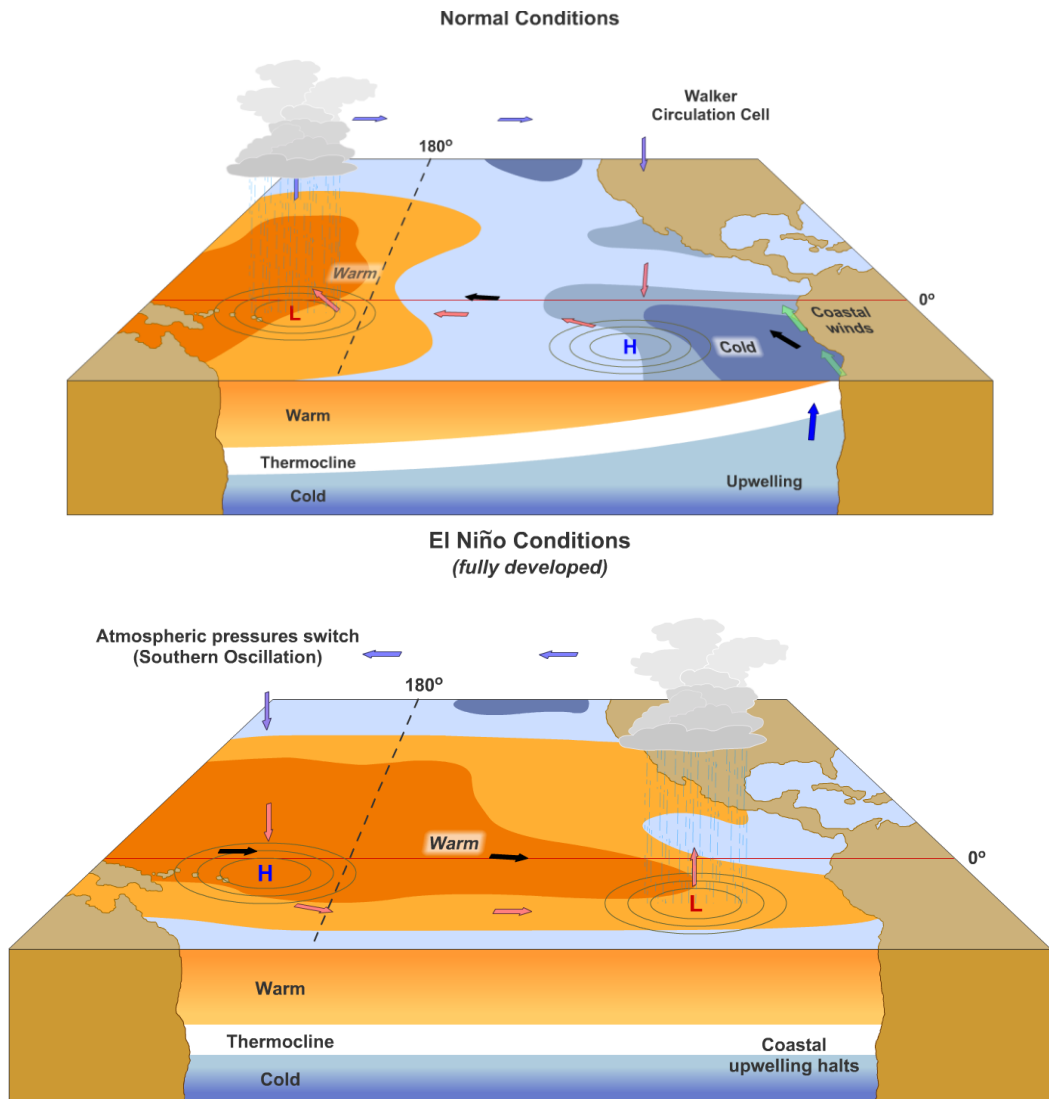 Normal Conditions
Walker
Circulation Cell
180°
Warm
0°
L
Coastal
winds
H
Cold
Warm
Thermocline
Cold
Upwelling
El Niño Conditions
(fully developed)
Atmospheric pressures switch
(Southern Oscillation)
180°
Warm
0°
H
L
Warm
Thermocline
Cold
Coastal
upwelling halts